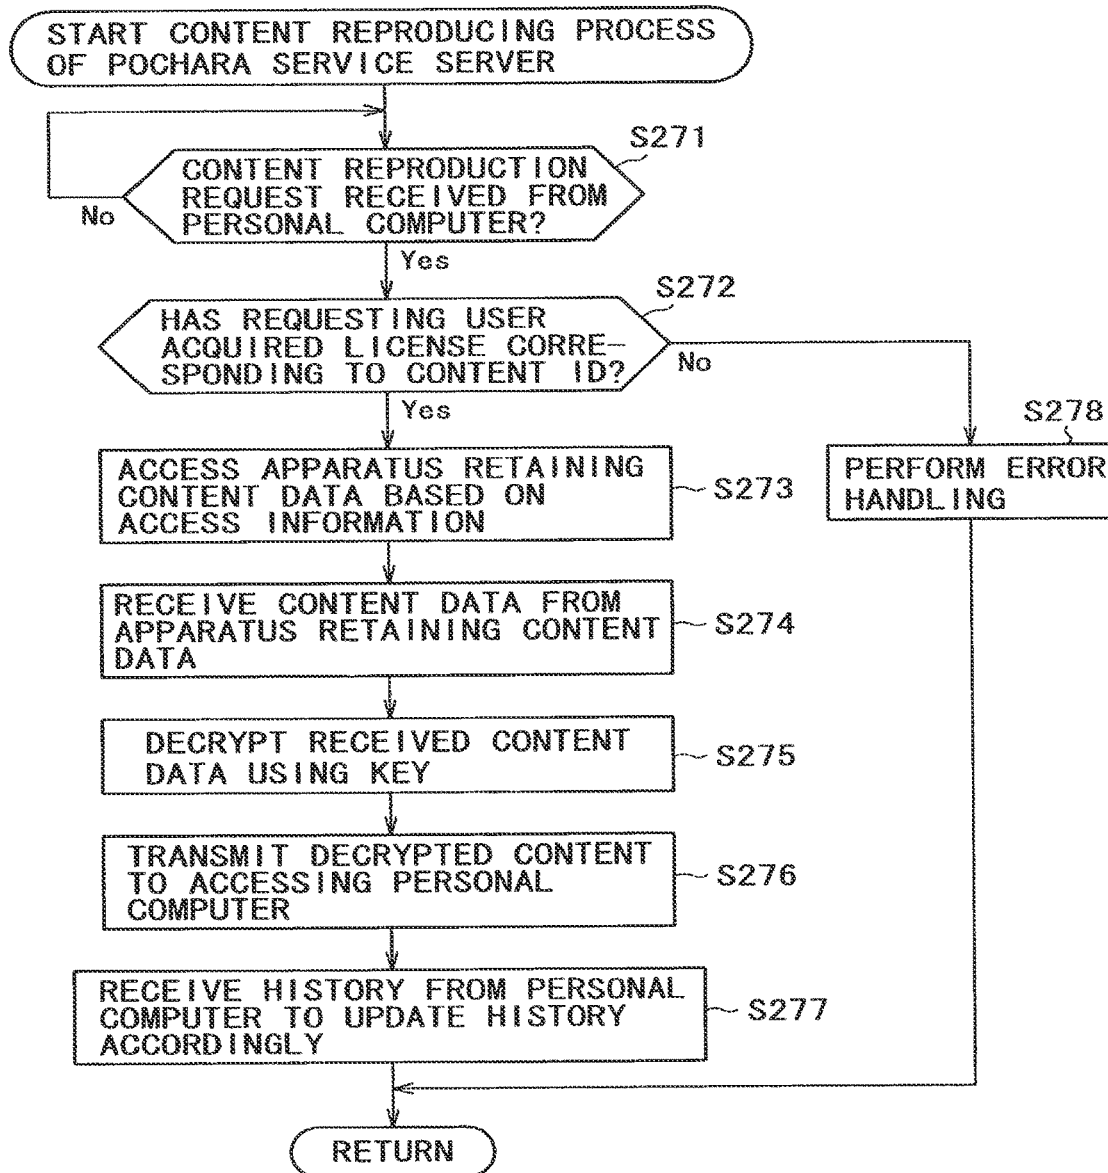 START CONTENT REPRODUCING PROCESS
OF POCHARA SERVICE SERVER
S271
CONTENT REPRODUCTION
REQUEST RECEIVED FROM
PERSONAL COMPUTER?
No
Yes
S272
HAS REQUESTING USER
ACQUIRED LICENSE CORRE-
SPONDING TO CONTENT ID?
No
Yes
S278
PERFORM ERROR
HANDLING
ACCESS APPARATUS RETAINING
CONTENT DATA BASED ON
ACCESS INFORMATION
S273
RECEIVE CONTENT DATA FROM
APPARATUS RETAINING CONTENT
DATA
S274
DECRYPT RECEIVED CONTENT
DATA USING KEY
S275
TRANSMIT DECRYPTED CONTENT
TO ACCESSING PERSONAL
COMPUTER
S276
RECEIVE HISTORY FROM PERSONAL
COMPUTER TO UPDATE HISTORY
ACCORDINGLY
S277
RETURN